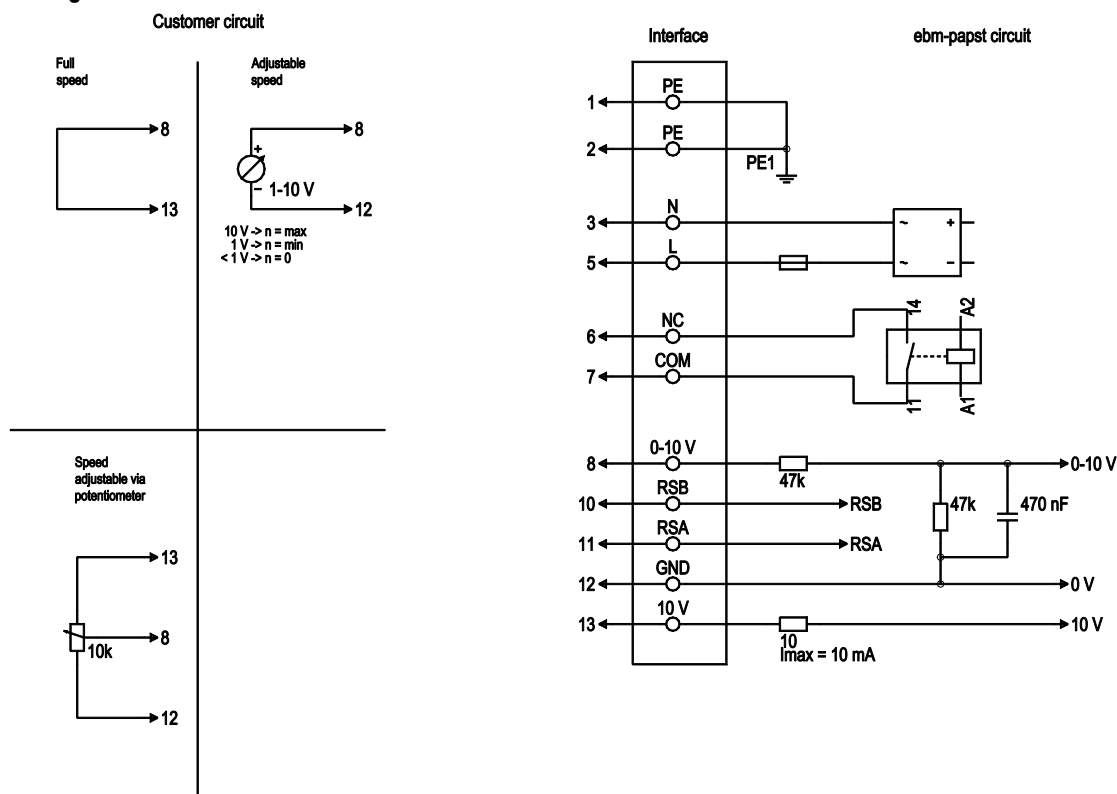 Customer circuit
Full
speed
8
13
Adjustable
speed
+
8
− 1-10 V
12
10 V -> n = max
1 V -> n = min
< 1 V -> n = 0
Speed
adjustable via
potentiometer
13
8
10k
12
Interface
ebm-papst circuit
1
PE
2
PE
PE1
3
N
~ +
5
L
~ −
6
NC
14
A2
7
COM
11
A1
8
0-10 V
47k
0-10 V
10
RSB
RSB
47k
470 nF
11
RSA
RSA
12
GND
0 V
13
10 V
10
Imax = 10 mA
10 V